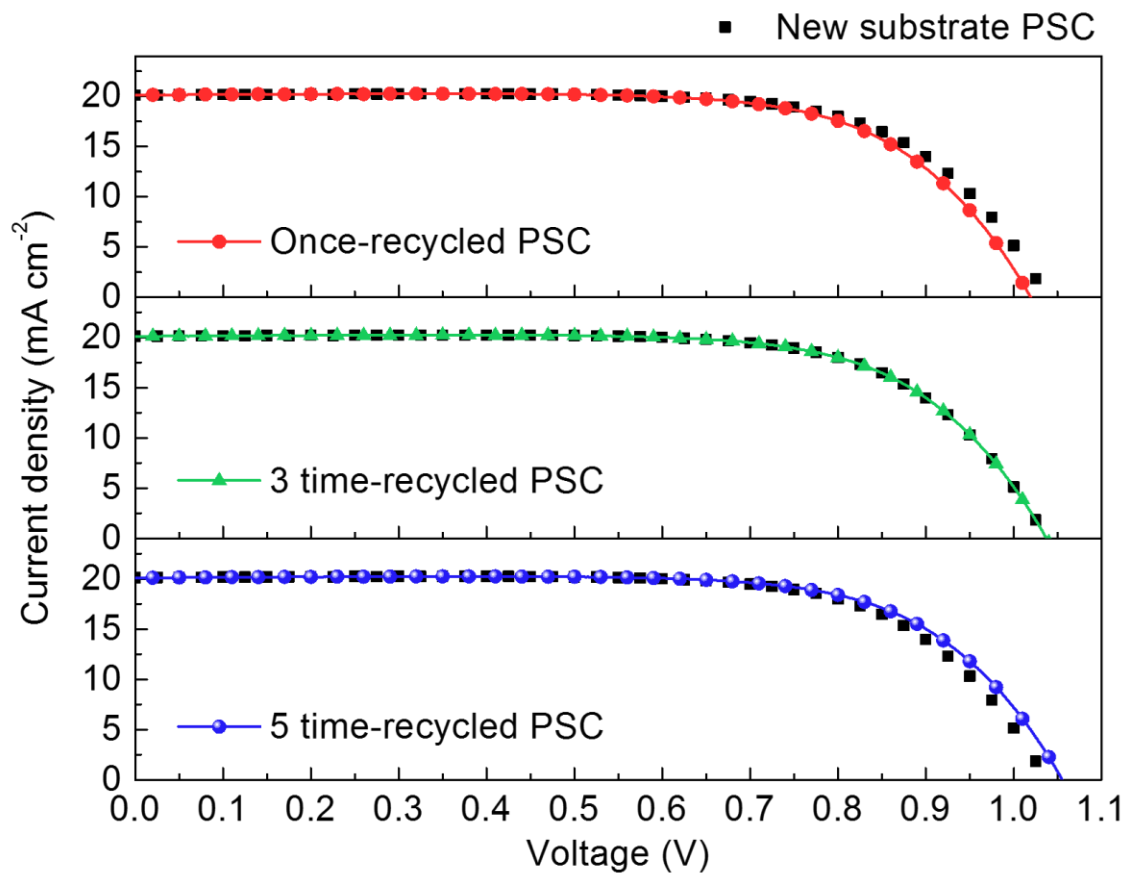 New substrate PSC
20
15
10
5
0
Once-recycled PSC
20
15
10
5
0
3 time-recycled PSC
20
15
10
5
0
5 time-recycled PSC
0.0 0.1 0.2 0.3 0.4 0.5 0.6 0.7 0.8 0.9 1.0 1.1
Voltage (V)
Current density (mA cm⁻²)